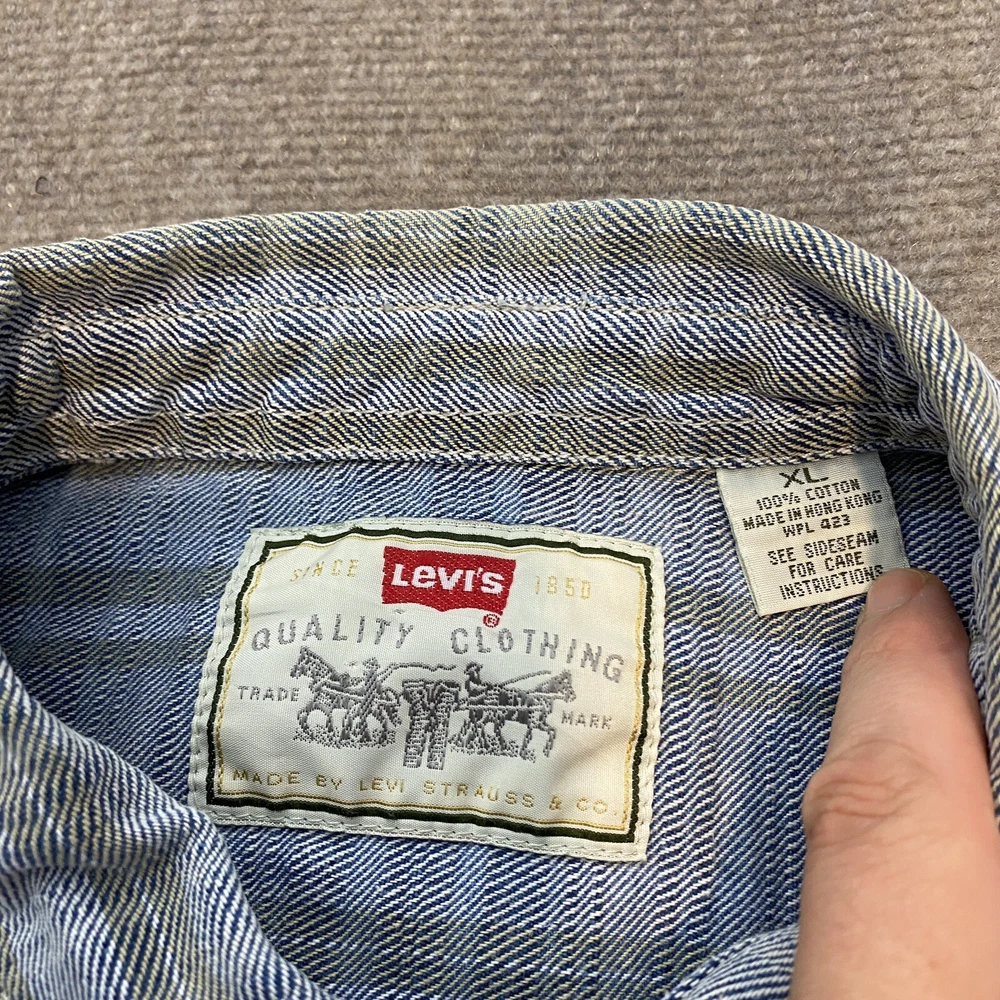 XL
100% COTTON
MADE IN HONG KONG
WPL 423
SEE SIDESEAM
FOR CARE
INSTRUCTIONS
SINCE LEVI'S 1850
®
QUALITY CLOTHING
TRADE MARK
MADE BY LEVI STRAUSS & CO.